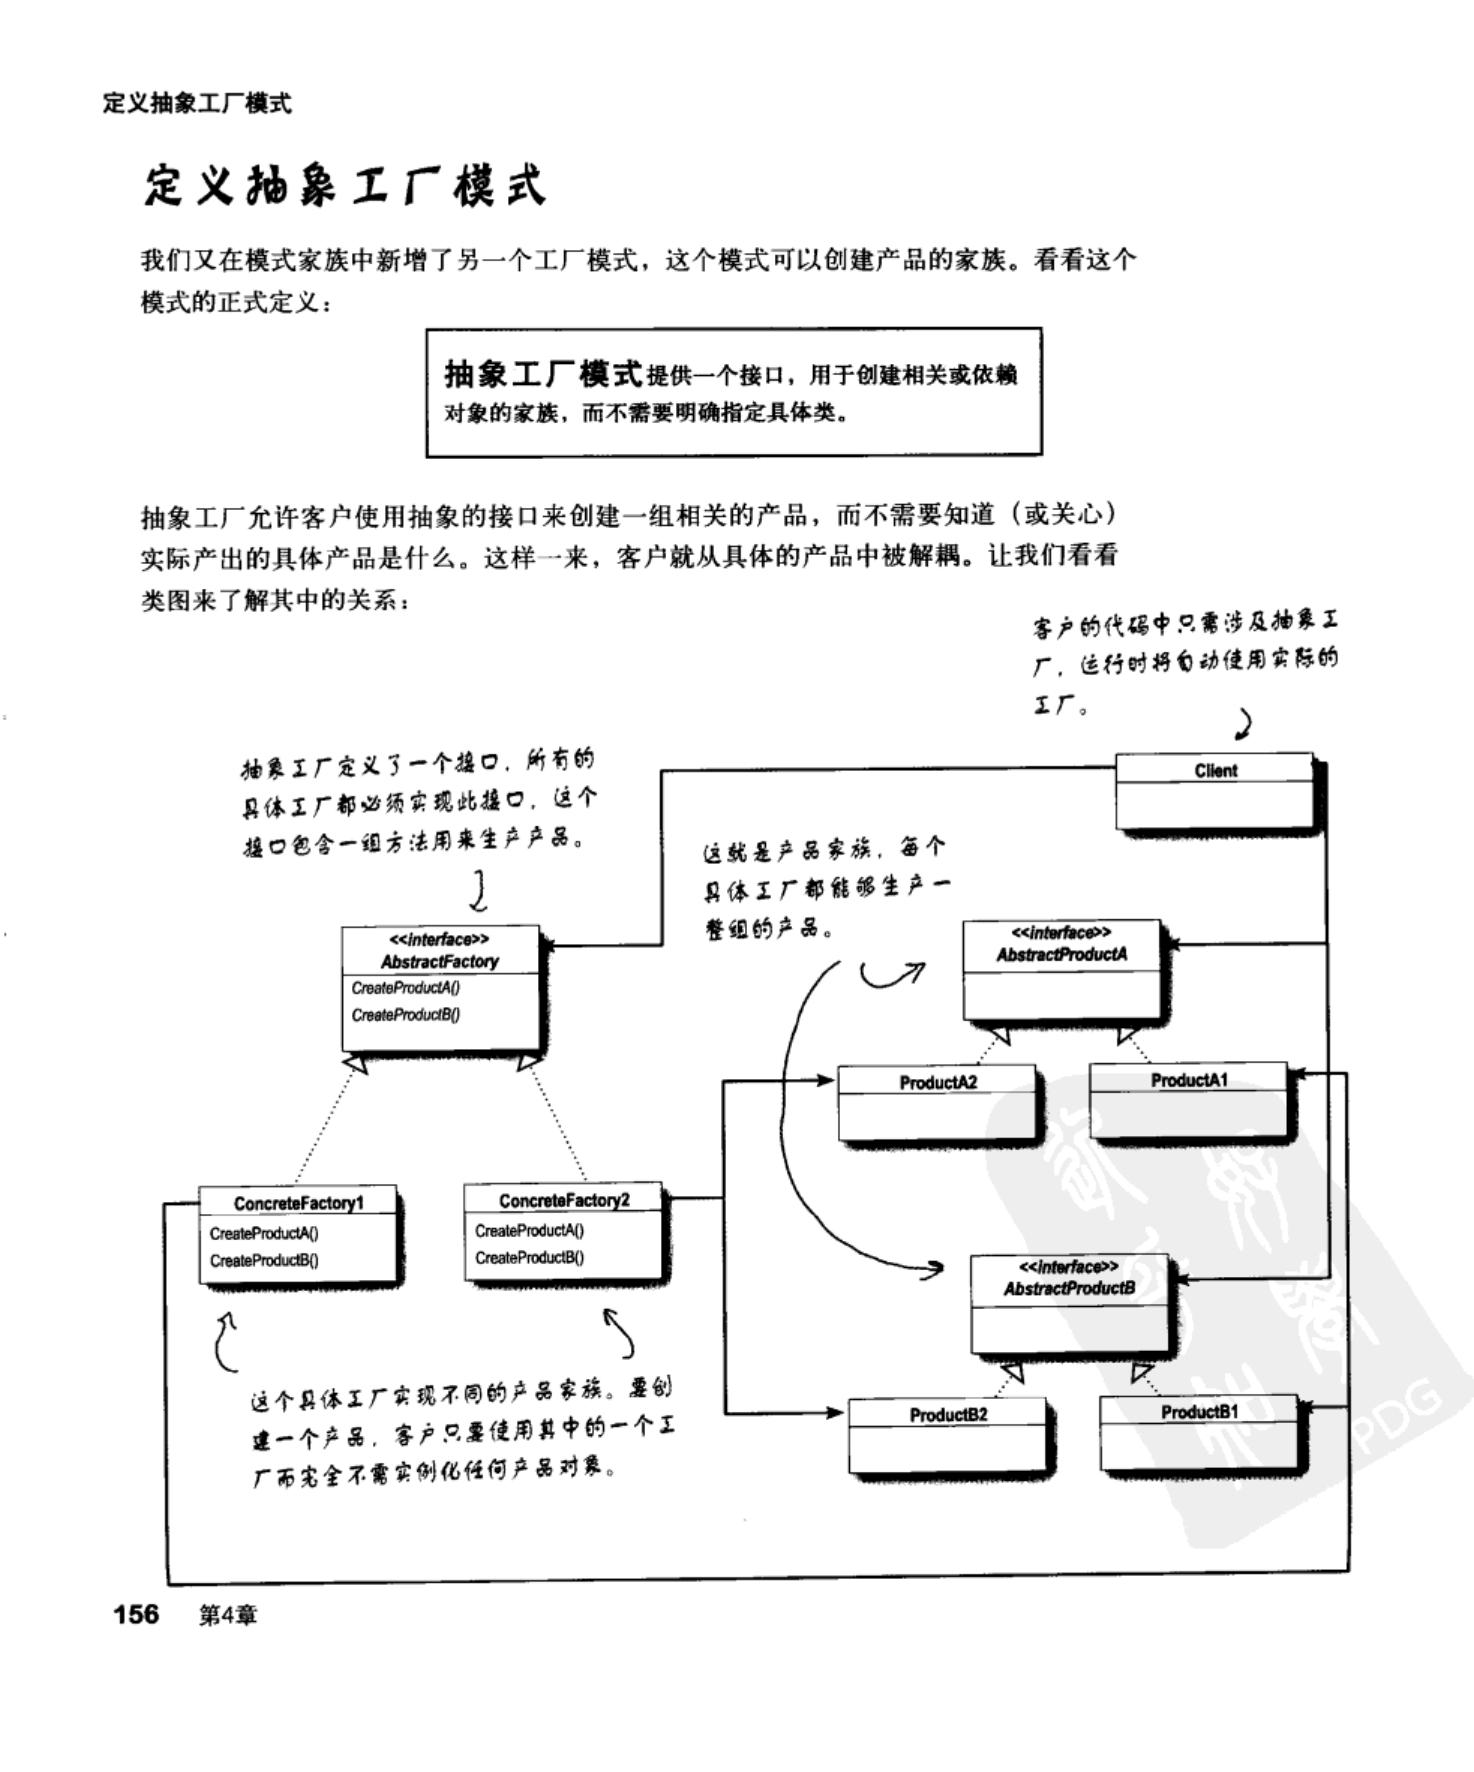 定义抽象工厂模式
定义抽象工厂模式
我们又在模式家族中新增了另一个工厂模式，这个模式可以创建产品的家族。看看这个
模式的正式定义：
抽象工厂模式提供一个接口，用于创建相关或依赖
对象的家族，而不需要明确指定具体类。
抽象工厂允许客户使用抽象的接口来创建一组相关的产品，而不需要知道（或关心）
实际产出的具体产品是什么。这样一来，客户就从具体的产品中被解耦。让我们看看
类图来了解其中的关系：
客户的代码中只需涉及抽象工
厂，运行时将自动使用实际的
工厂。
抽象工厂定义了一个接口，所有的
具体工厂都必须实现此接口，这个
接口包含一组方法用来生产产品。
Client
这就是产品家族，每个
具体工厂都能够生产一
整组的产品。
<<interface>>
AbstractFactory
CreateProductA()
CreateProductB()
<<interface>>
AbstractProductA
ProductA2
ProductA1
ConcreteFactory1
CreateProductA()
CreateProductB()
ConcreteFactory2
CreateProductA()
CreateProductB()
<<interface>>
AbstractProductB
ProductB2
ProductB1
这个具体工厂实现不同的产品家族。要创
建一个产品，客户只要使用其中的一个工
厂而完全不需实例化任何产品对象。
PDG
156 第4章